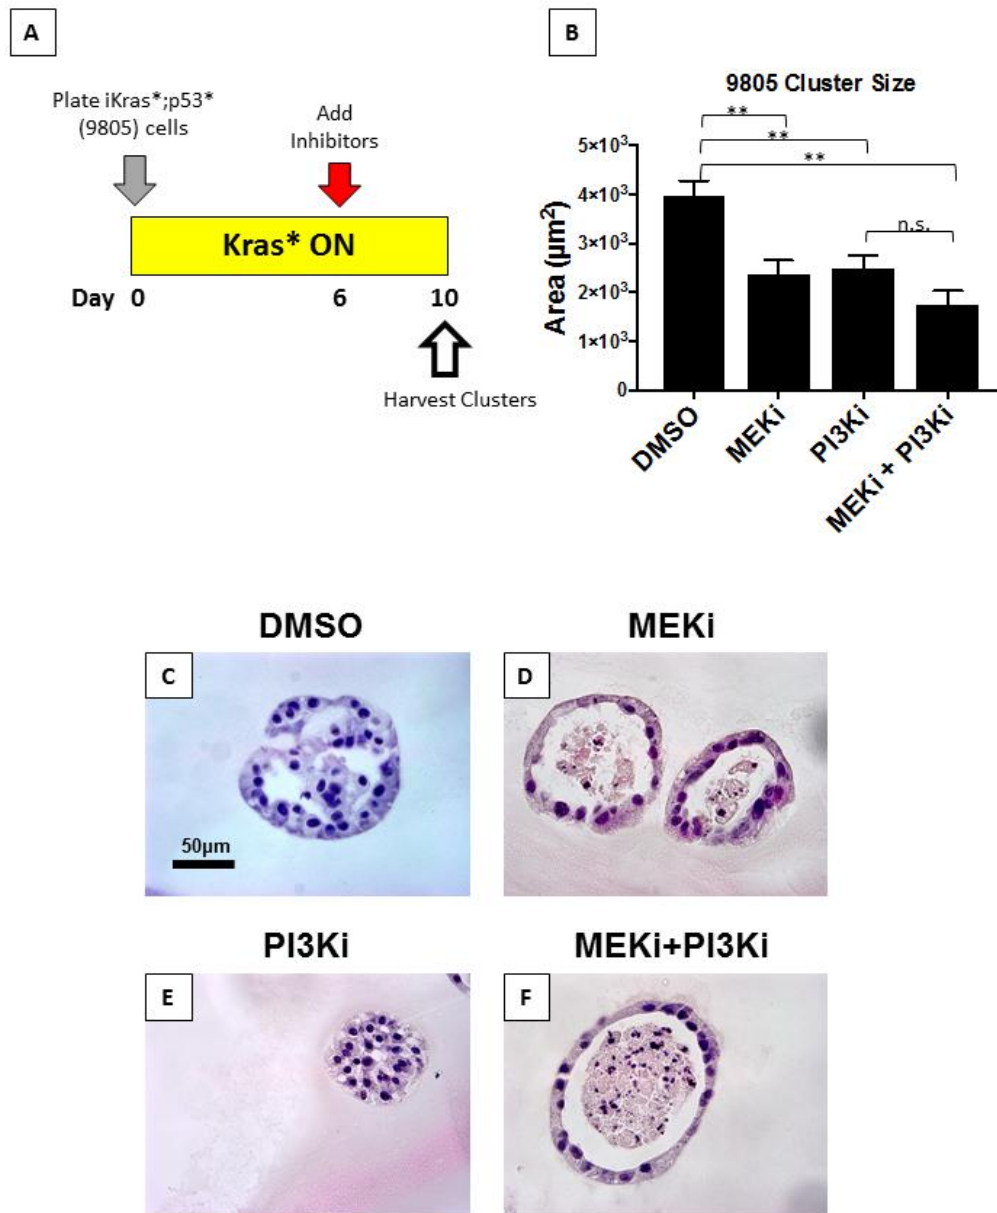 A
Plate iKras*;p53*
(9805) cells
Add
Inhibitors
Kras* ON
Day 0 6 10
Harvest Clusters
B
9805 Cluster Size
**
**
**
n.s.
5×10³
4×10³
3×10³
2×10³
1×10³
0
Area (µm²)
DMSO
MEKi
PI3Ki
MEKi + PI3Ki
DMSO
C
50µm
MEKi
D
PI3Ki
E
MEKi+PI3Ki
F